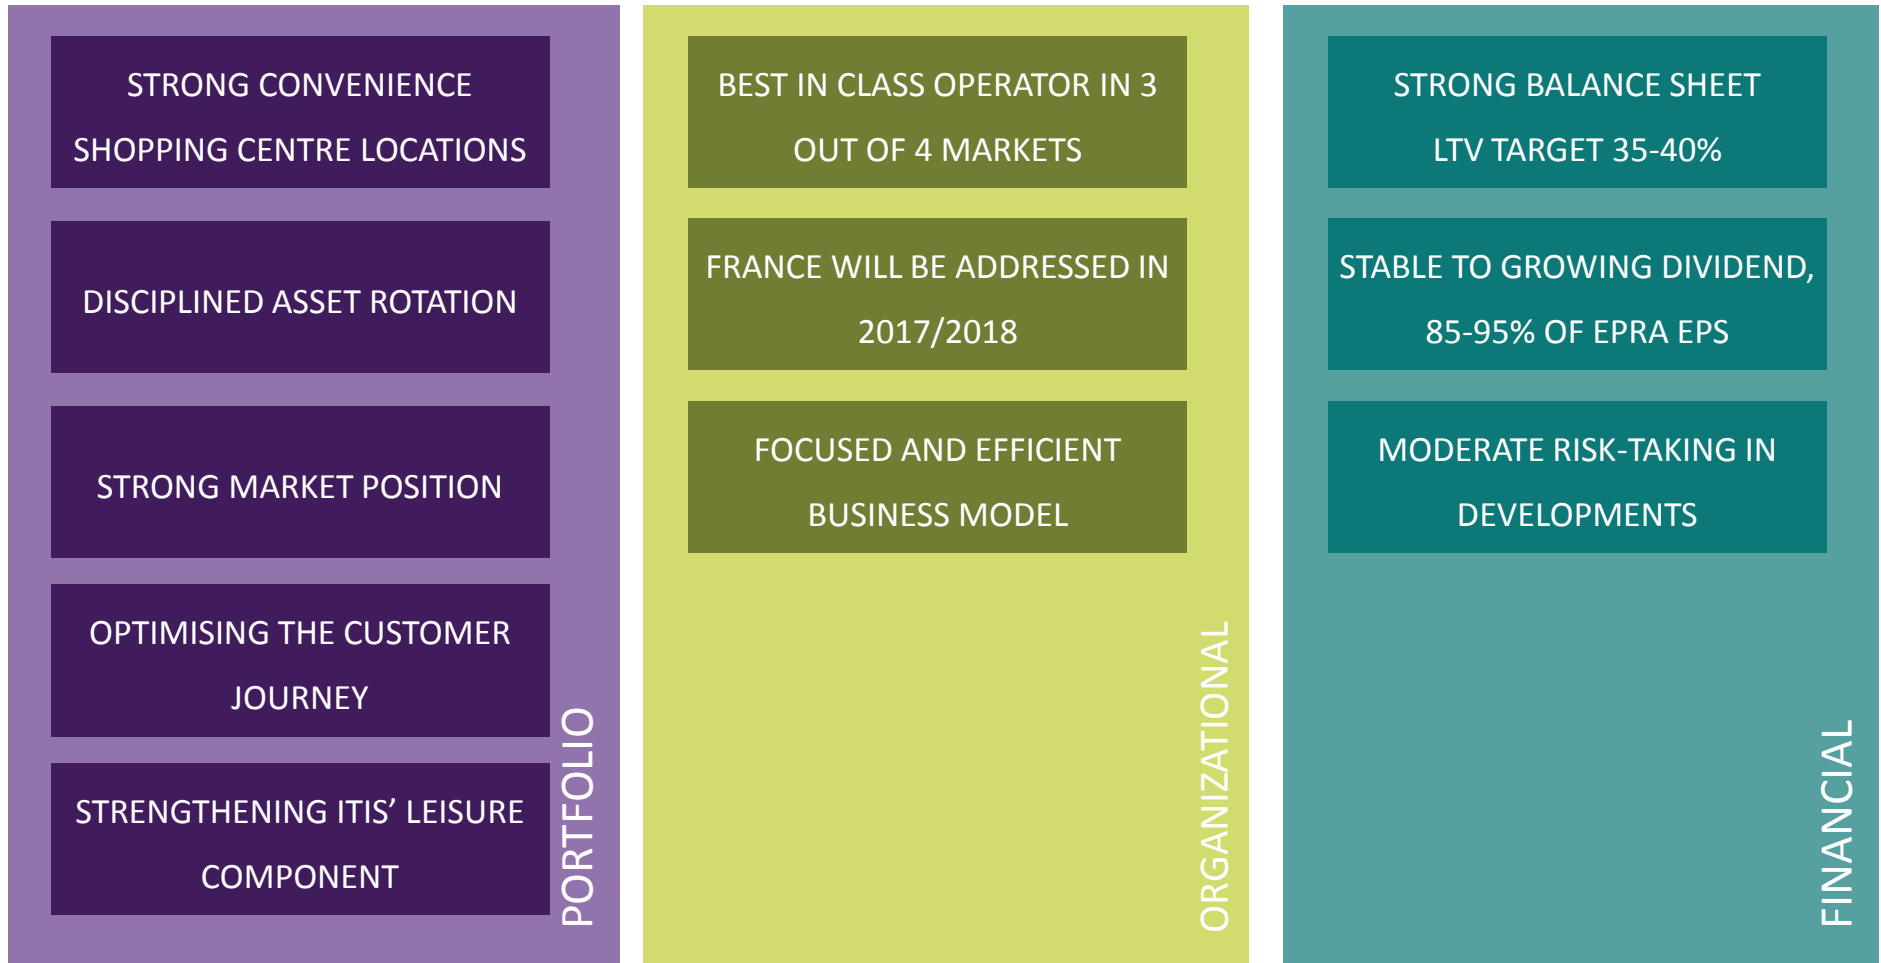 STRONG CONVENIENCE
SHOPPING CENTRE LOCATIONS
DISCIPLINED ASSET ROTATION
STRONG MARKET POSITION
OPTIMISING THE CUSTOMER
JOURNEY
STRENGTHENING ITIS’ LEISURE
COMPONENT
PORTFOLIO
BEST IN CLASS OPERATOR IN 3
OUT OF 4 MARKETS
FRANCE WILL BE ADDRESSED IN
2017/2018
FOCUSED AND EFFICIENT
BUSINESS MODEL
ORGANIZATIONAL
STRONG BALANCE SHEET
LTV TARGET 35-40%
STABLE TO GROWING DIVIDEND,
85-95% OF EPRA EPS
MODERATE RISK-TAKING IN
DEVELOPMENTS
FINANCIAL